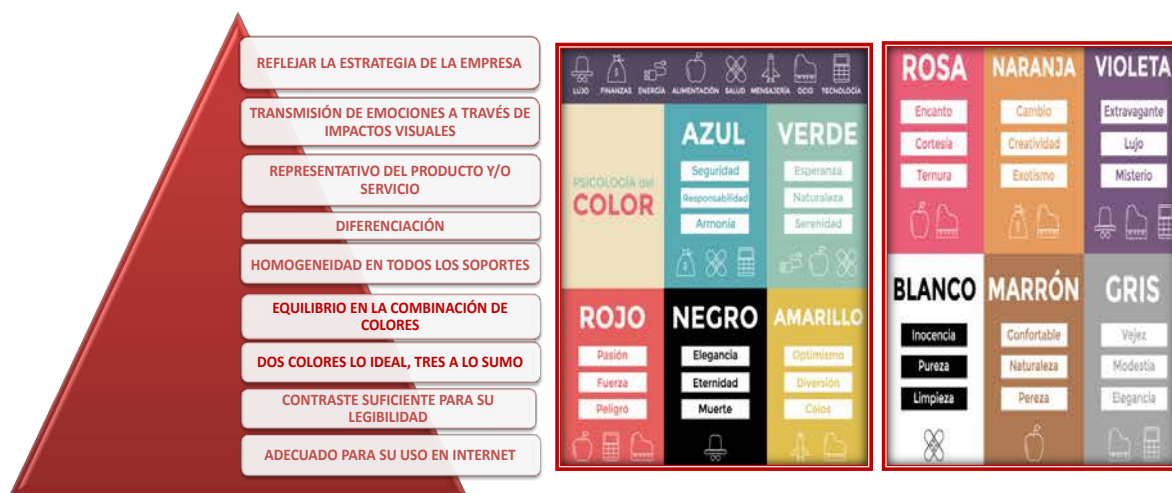 REFLEJAR LA ESTRATEGIA DE LA EMPRESA
TRANSMISIÓN DE EMOCIONES A TRAVÉS DE
IMPACTOS VISUALES
REPRESENTATIVO DEL PRODUCTO Y/O
SERVICIO
DIFERENCIACIÓN
HOMOGENEIDAD EN TODOS LOS SOPORTES
EQUILIBRIO EN LA COMBINACIÓN DE
COLORES
DOS COLORES LO IDEAL, TRES A LO SUMO
CONTRASTE SUFICIENTE PARA SU
LEGIBILIDAD
ADECUADO PARA SU USO EN INTERNET
LUJO FINANZAS ENERGÍA ALIMENTACIÓN SALUD MENSAJERÍA OCIO TECNOLOGÍA
PSICOLOGÍA del
COLOR
AZUL
Seguridad
Responsabilidad
Armonía
VERDE
Esperanza
Naturaleza
Serenidad
ROJO
Pasión
Fuerza
Peligro
NEGRO
Elegancia
Eternidad
Muerte
AMARILLO
Optimismo
Diversión
Celos
ROSA
Encanto
Cortesía
Ternura
NARANJA
Cambio
Creatividad
Exotismo
VIOLETA
Extravagante
Lujo
Misterio
BLANCO
Inocencia
Pureza
Limpieza
MARRÓN
Confortable
Naturaleza
Pereza
GRIS
Vejez
Modestia
Elegancia